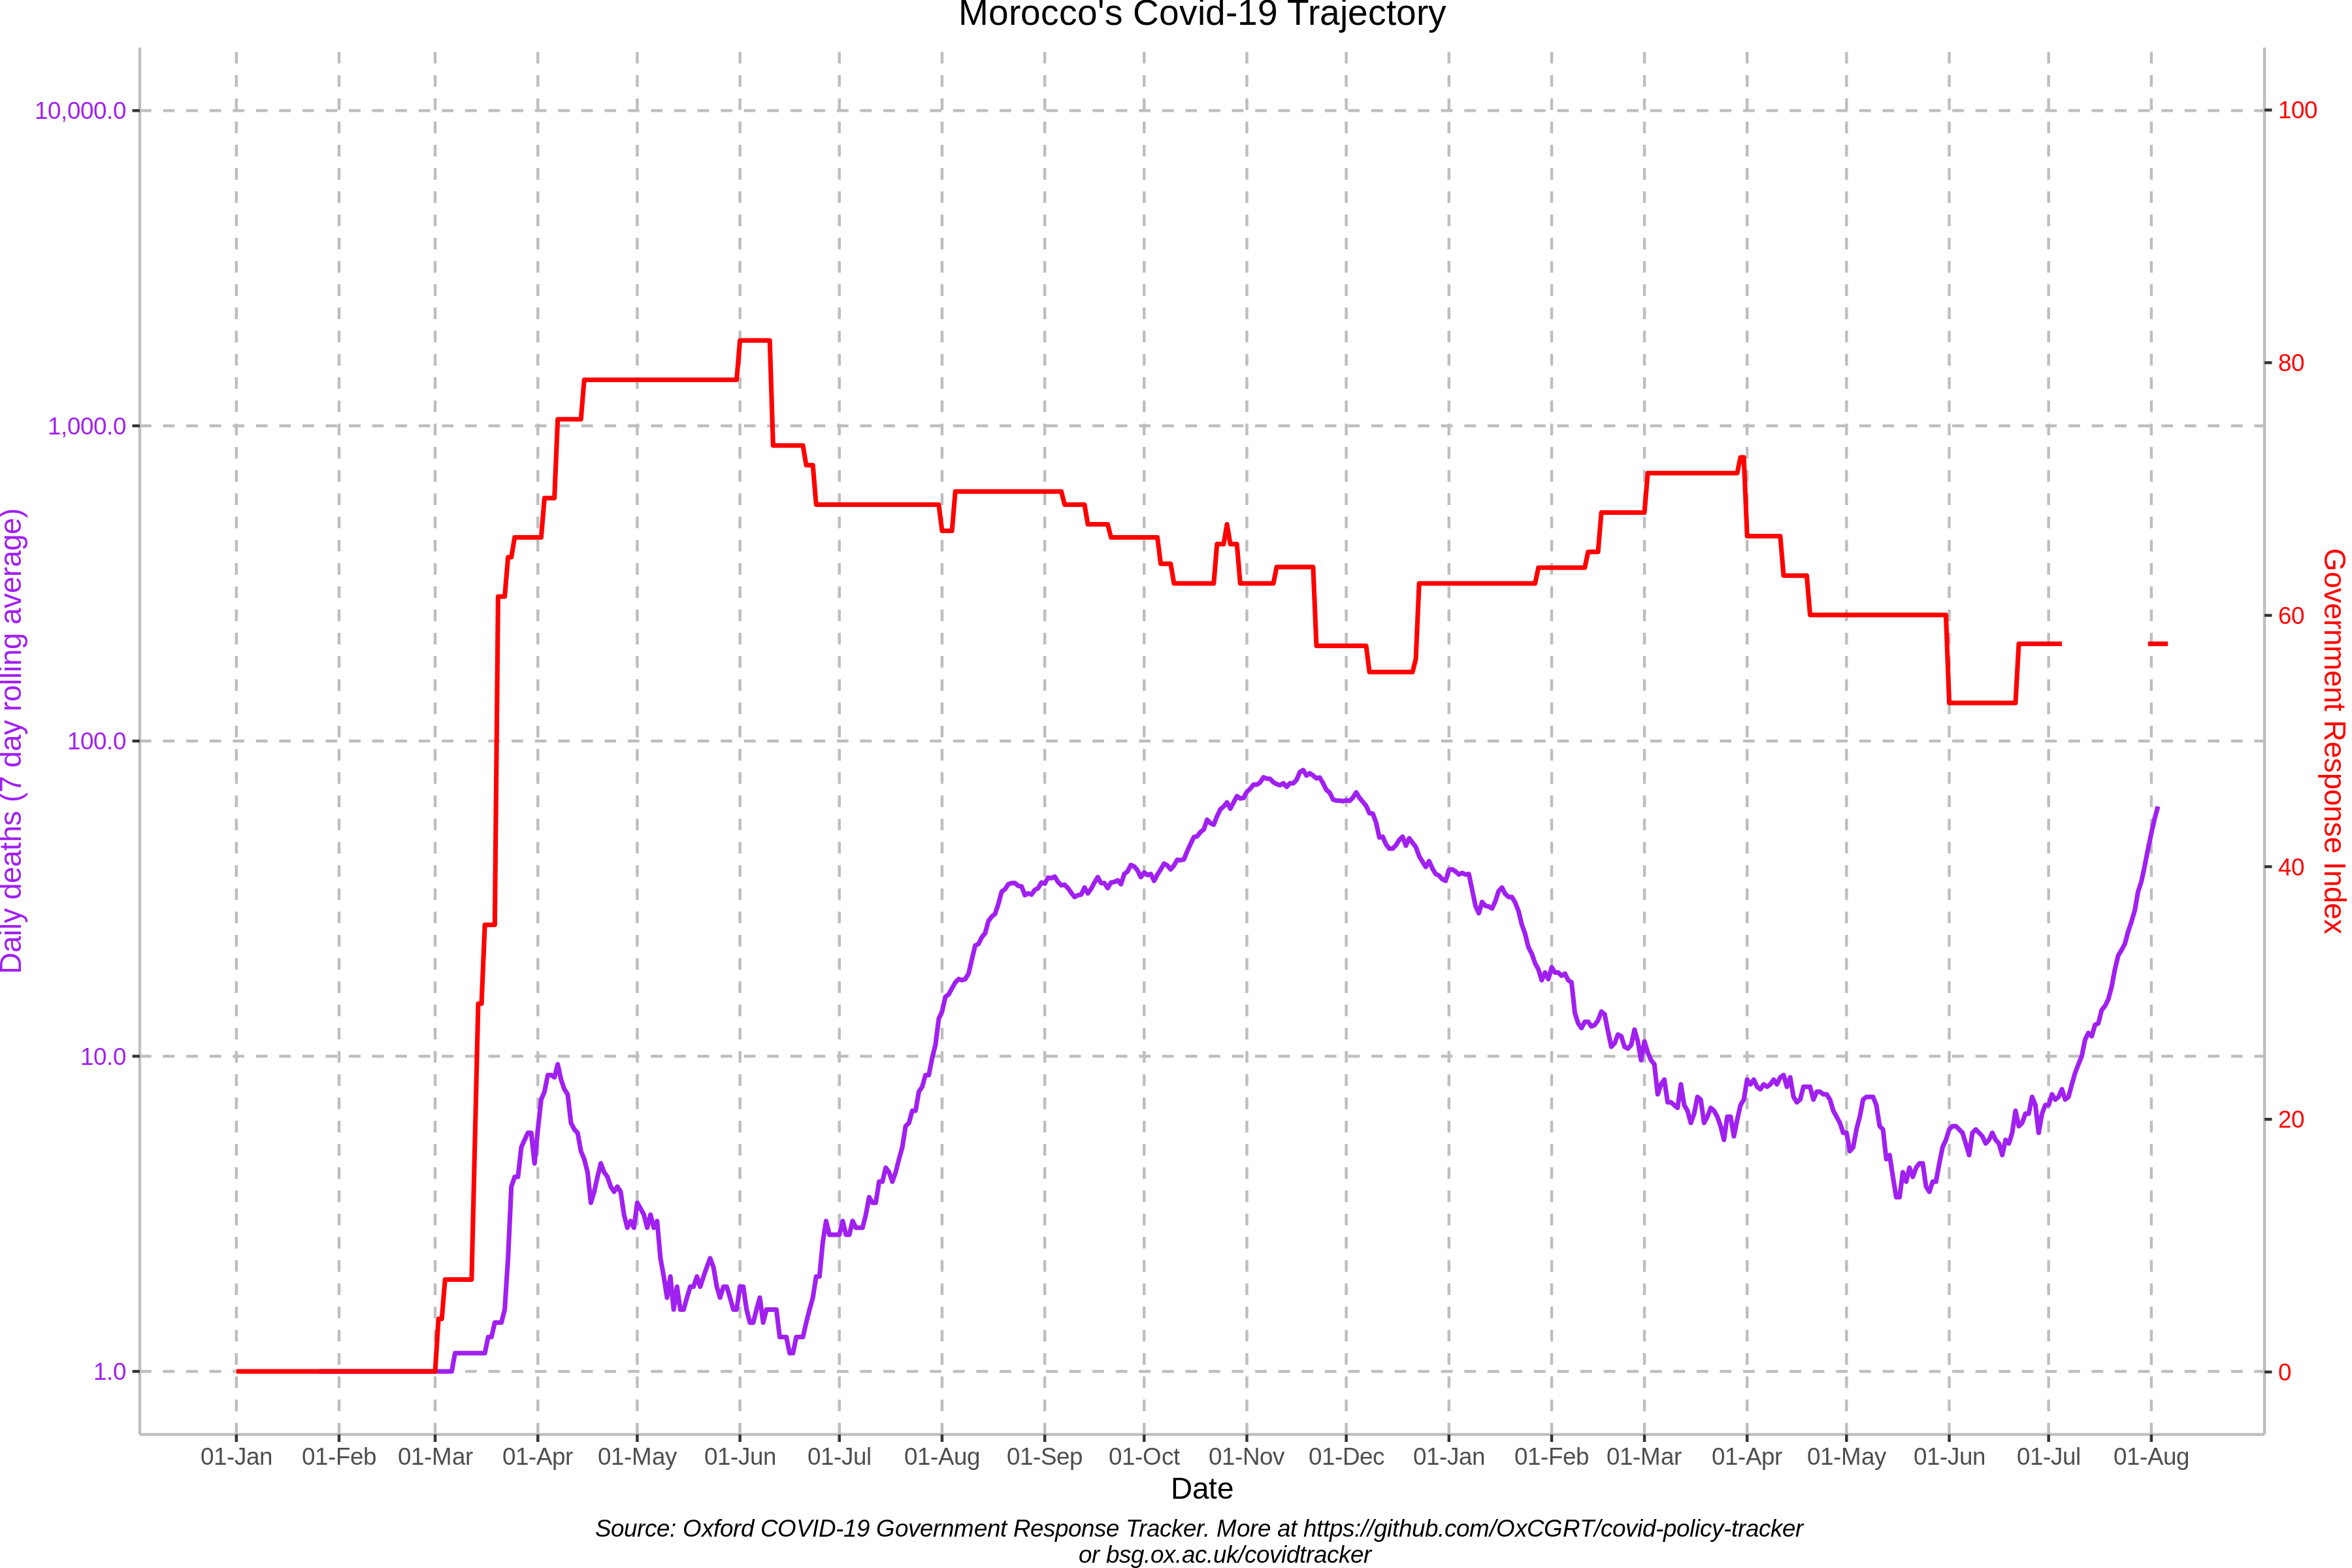 Morocco's Covid-19 Trajectory
10,000.0
1,000.0
100.0
10.0
1.0
Daily deaths (7 day rolling average)
100
80
60
40
20
0
Government Response Index
01-Jan 01-Feb 01-Mar 01-Apr 01-May 01-Jun 01-Jul 01-Aug 01-Sep 01-Oct 01-Nov 01-Dec 01-Jan 01-Feb 01-Mar 01-Apr 01-May 01-Jun 01-Jul 01-Aug
Date
Source: Oxford COVID-19 Government Response Tracker. More at https://github.com/OxCGRT/covid-policy-tracker
or bsg.ox.ac.uk/covidtracker